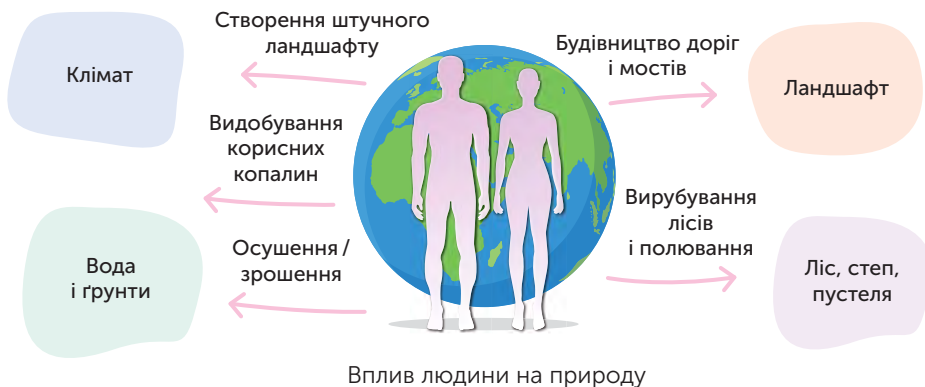 Створення штучного
ландшафту
Клімат
Будівництво доріг
і мостів
Ландшафт
Видобування
корисних
копалин
Вирубування
лісів
і полювання
Вода
і ґрунти
Осушення /
зрошення
Ліс, степ,
пустеля
Вплив людини на природу